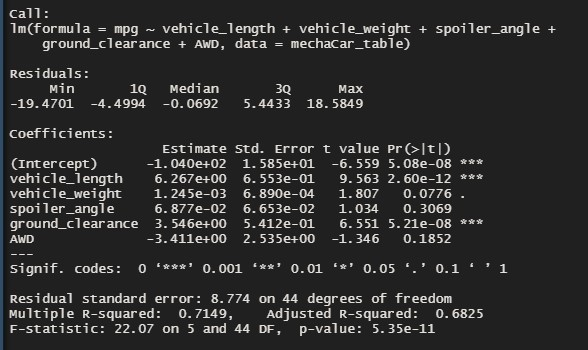 Call:
lm(formula = mpg ~ vehicle_length + vehicle_weight + spoiler_angle +
    ground_clearance + AWD, data = mechaCar_table)

Residuals:
     Min       1Q   Median       3Q      Max
-19.4701  -4.4994  -0.0692   5.4433  18.5849

Coefficients:
                   Estimate Std. Error t value Pr(>|t|)
(Intercept)      -1.040e+02  1.585e+01  -6.559 5.08e-08 ***
vehicle_length    6.267e+00  6.553e-01   9.563 2.60e-12 ***
vehicle_weight    1.245e-03  6.890e-04   1.807   0.0776 .
spoiler_angle     6.877e-02  6.653e-02   1.034   0.3069
ground_clearance  3.546e+00  5.412e-01   6.551 5.21e-08 ***
AWD              -3.411e+00  2.535e+00  -1.346   0.1852
---
Signif. codes:  0 ‘***’ 0.001 ‘**’ 0.01 ‘*’ 0.05 ‘.’ 0.1 ‘ ’ 1

Residual standard error: 8.774 on 44 degrees of freedom
Multiple R-squared:  0.7149,    Adjusted R-squared:  0.6825
F-statistic: 22.07 on 5 and 44 DF,  p-value: 5.35e-11